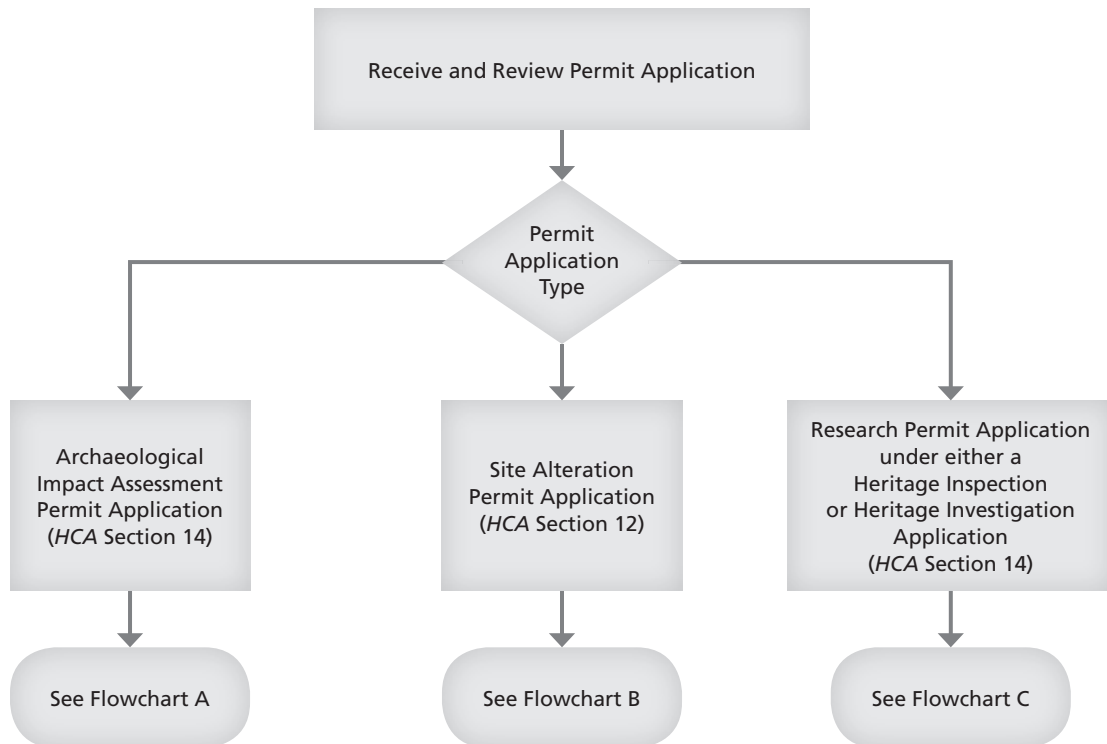 Receive and Review Permit Application
Permit
Application
Type
Archaeological
Impact Assessment
Permit Application
(HCA Section 14)
Site Alteration
Permit Application
(HCA Section 12)
Research Permit Application
under either a
Heritage Inspection
or Heritage Investigation
Application
(HCA Section 14)
See Flowchart A
See Flowchart B
See Flowchart C